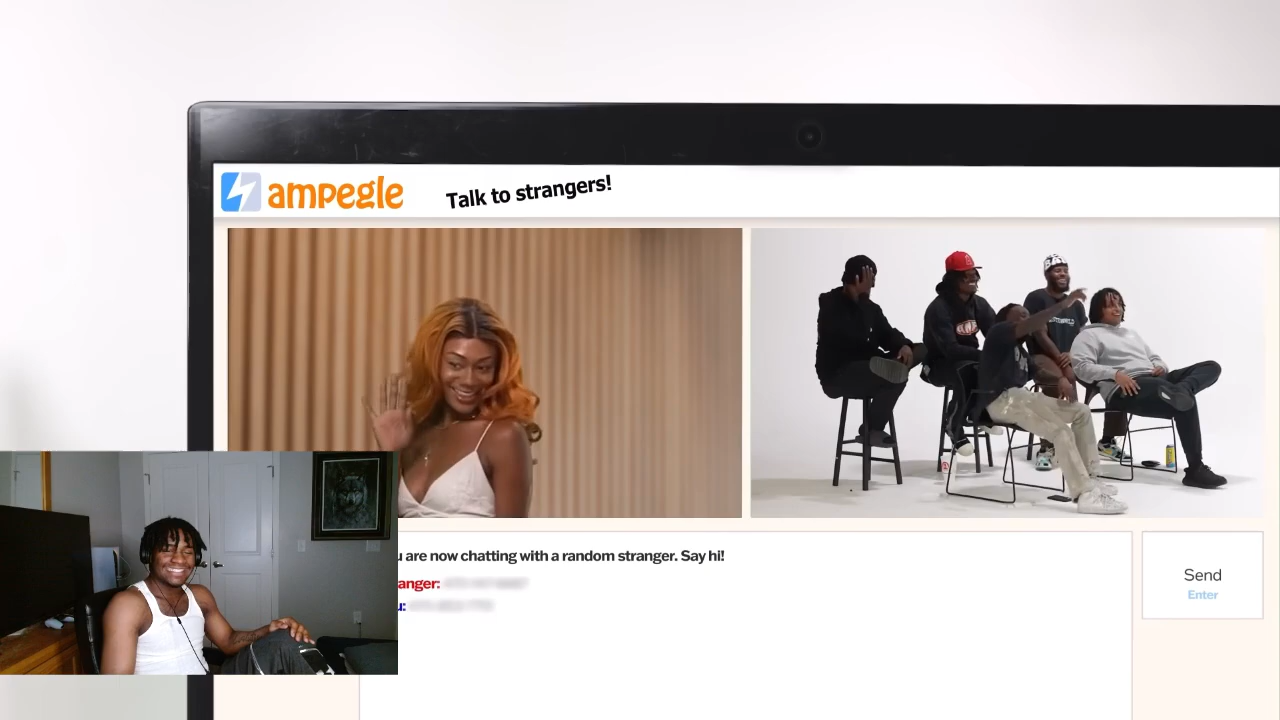 ampegle
Talk to strangers!
u are now chatting with a random stranger. Say hi!
anger:
u:
Send
Enter